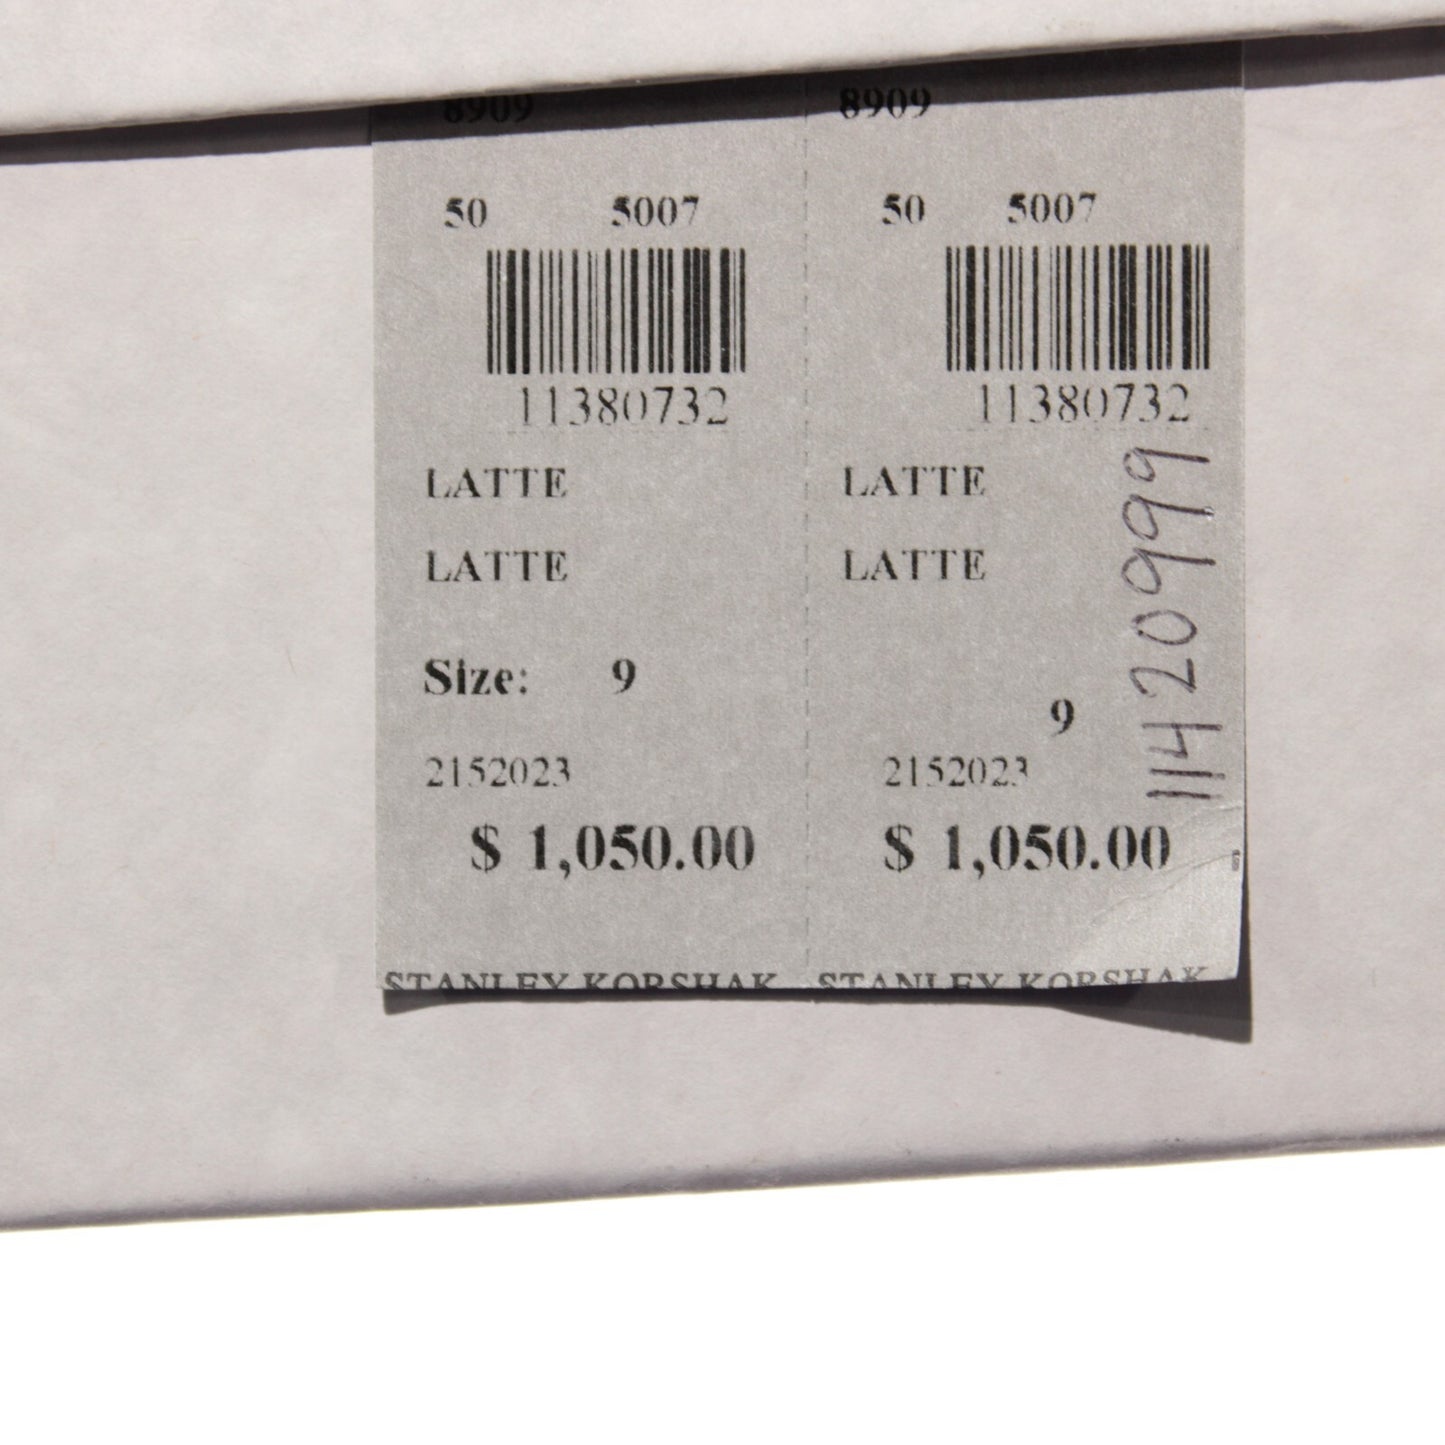 8909
50 5007
11380732
LATTE
LATTE
Size: 9
2152023
$ 1,050.00
STANLEY KORSHAK
8909
50 5007
11380732
LATTE
LATTE
9
2152023
$ 1,050.00
STANLEY KORSHAK
11420999